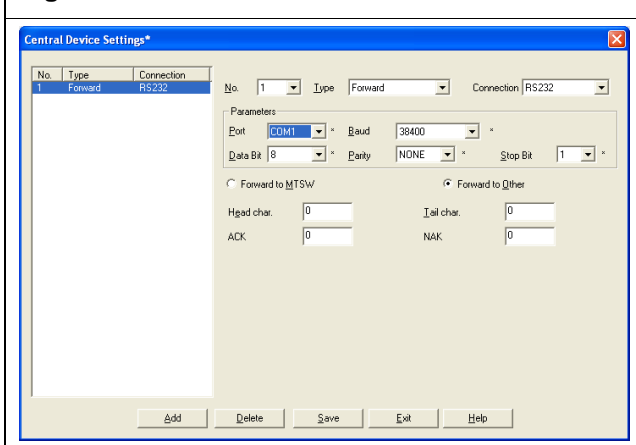 Central Device Settings*
No. Type Connection
1 Forward RS232
No. 1 Type Forward Connection RS232
Parameters
Port COM1 * Baud 38400 *
Data Bit 8 * Parity NONE * Stop Bit 1 *
Forward to MTSW Forward to Other
Head char. 0 Tail char. 0
ACK 0 NAK 0
Add Delete Save Exit Help